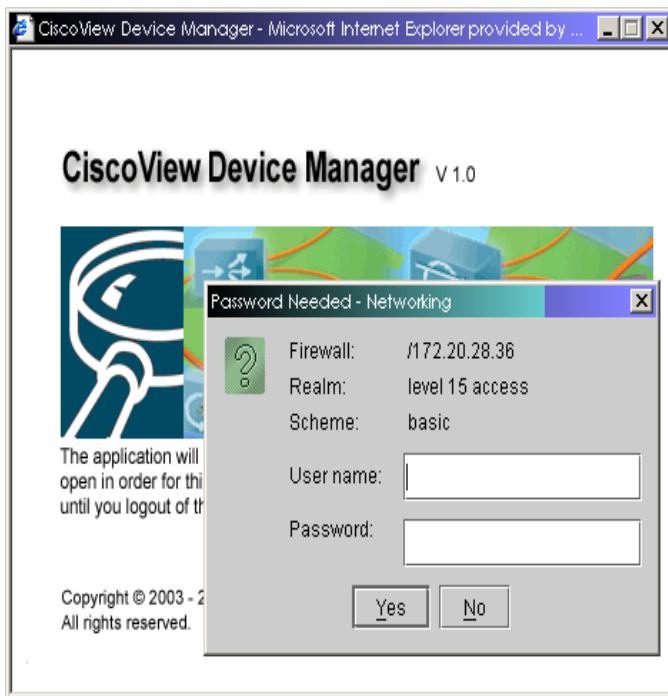 CiscoView Device Manager - Microsoft Internet Explorer provided by ...
CiscoView Device Manager V 1.0
Password Needed - Networking
Firewall: /172.20.28.36
Realm: level 15 access
Scheme: basic
User name:
Password:
Yes No
The application will
open in order for thi
until you logout of th
Copyright © 2003 - 2
All rights reserved.